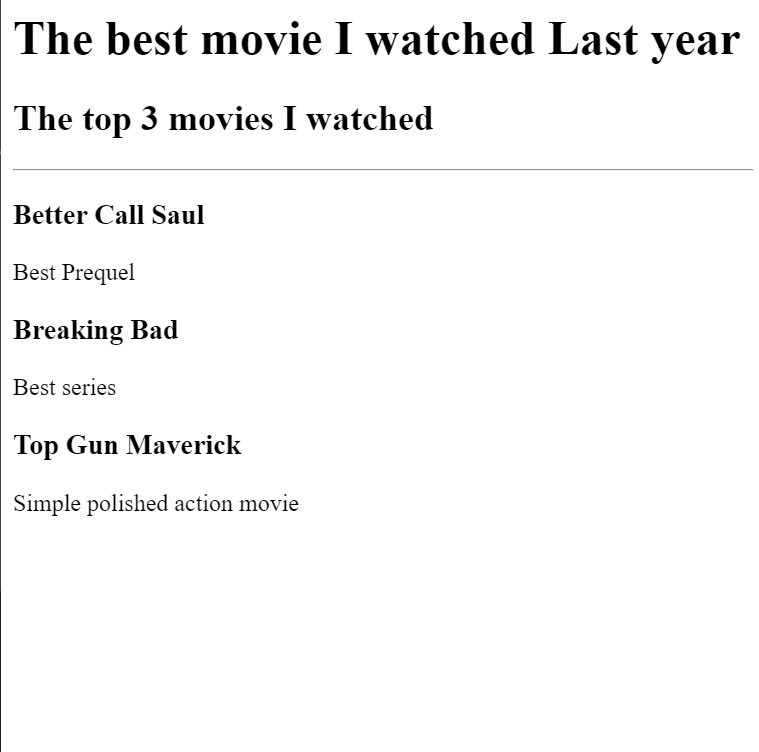 The best movie I watched Last year
The top 3 movies I watched
Better Call Saul
Best Prequel
Breaking Bad
Best series
Top Gun Maverick
Simple polished action movie